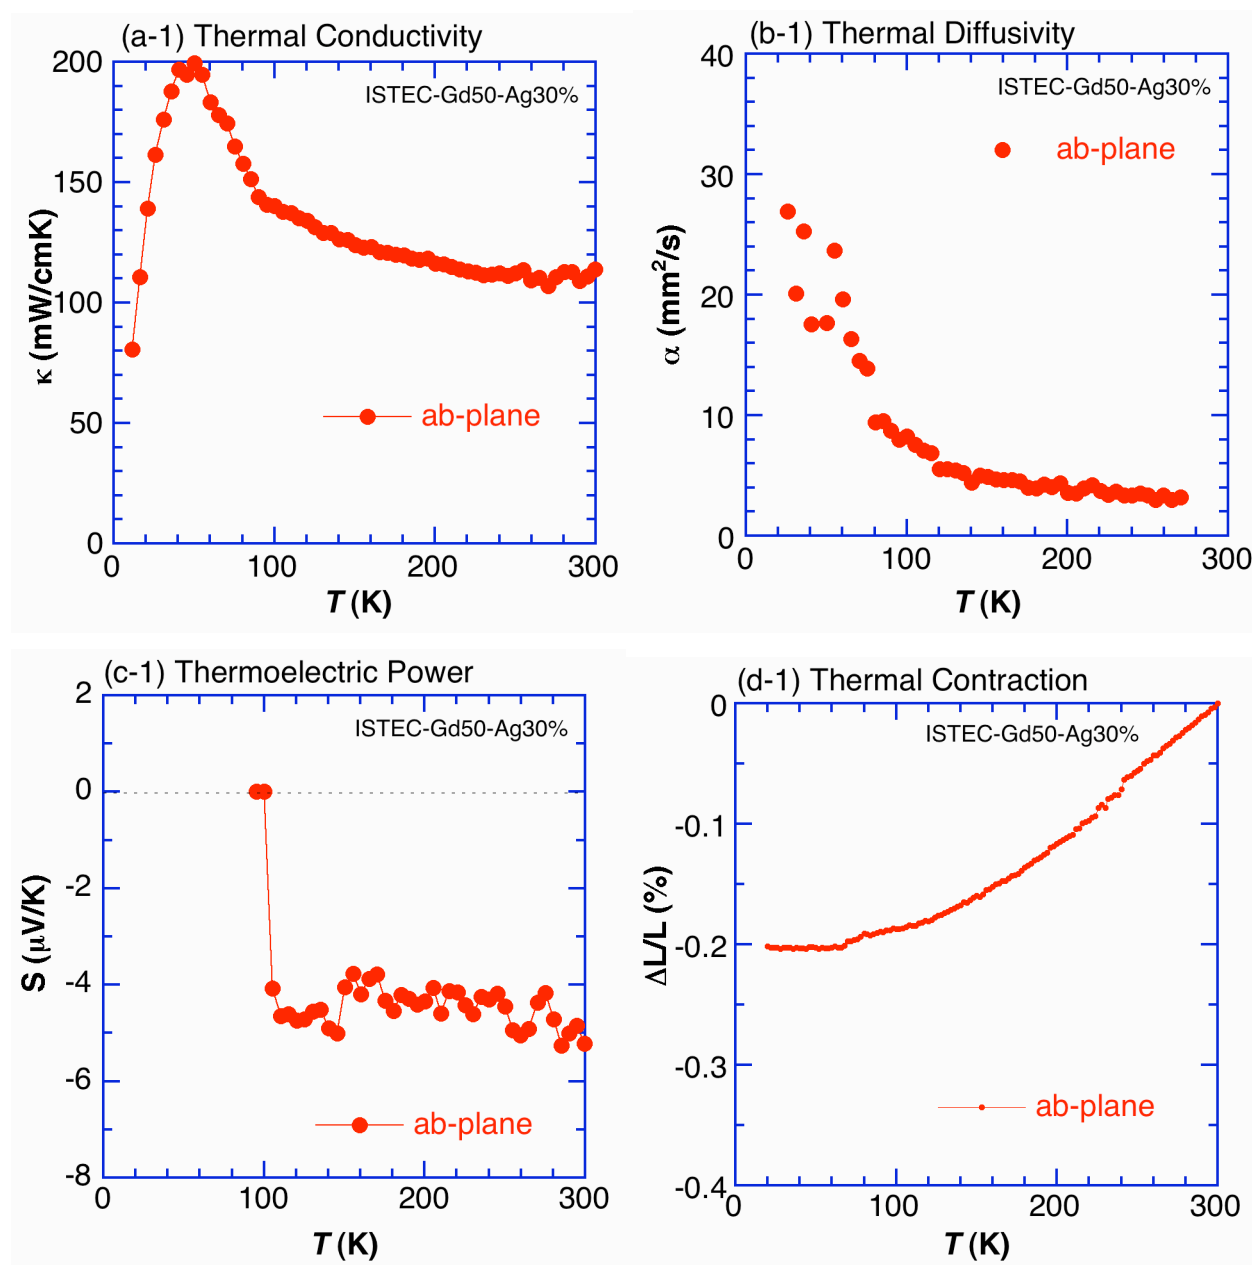 (a-1) Thermal Conductivity
200
150
100
50
0
0 100 200 300
κ (mW/cmK)
T (K)
ISTEC-Gd50-Ag30%
ab-plane
(b-1) Thermal Diffusivity
40
30
20
10
0
0 100 200 300
α (mm²/s)
T (K)
ISTEC-Gd50-Ag30%
ab-plane
(c-1) Thermoelectric Power
2
0
-2
-4
-6
-8
0 100 200 300
S (μV/K)
T (K)
ISTEC-Gd50-Ag30%
ab-plane
(d-1) Thermal Contraction
0
-0.1
-0.2
-0.3
-0.4
0 100 200 300
ΔL/L (%)
T (K)
ISTEC-Gd50-Ag30%
ab-plane